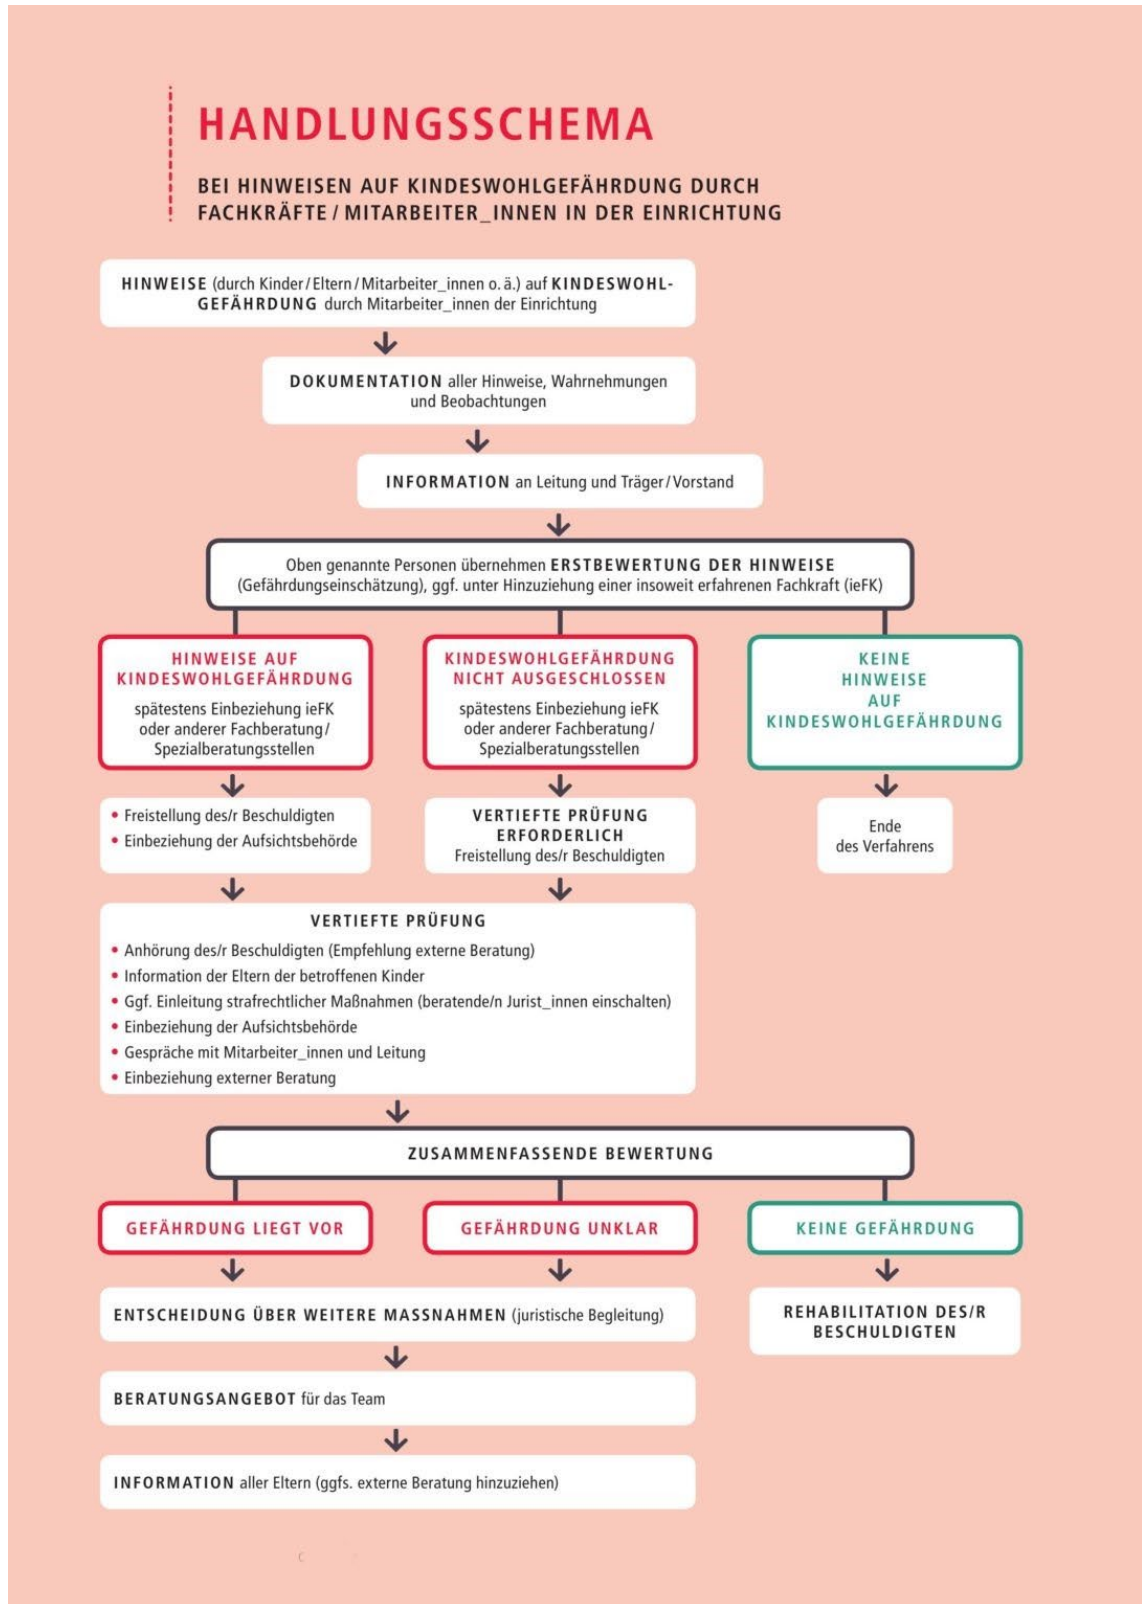 HANDLUNGSSCHEMA
BEI HINWEISEN AUF KINDESWOHLGEFÄHRDUNG DURCH
FACHKRÄFTE / MITARBEITER_INNEN IN DER EINRICHTUNG
HINWEISE (durch Kinder/Eltern/Mitarbeiter_innen o. ä.) auf KINDESWOHL-
GEFÄHRDUNG durch Mitarbeiter_innen der Einrichtung
DOKUMENTATION aller Hinweise, Wahrnehmungen
und Beobachtungen
INFORMATION an Leitung und Träger/Vorstand
Oben genannte Personen übernehmen ERSTBEWERTUNG DER HINWEISE
(Gefährdungseinschätzung), ggf. unter Hinzuziehung einer insoweit erfahrenen Fachkraft (ieFK)
HINWEISE AUF
KINDESWOHLGEFÄHRDUNG
spätestens Einbeziehung ieFK
oder anderer Fachberatung/
Spezialberatungsstellen
KINDESWOHLGEFÄHRDUNG
NICHT AUSGESCHLOSSEN
spätestens Einbeziehung ieFK
oder anderer Fachberatung/
Spezialberatungsstellen
KEINE
HINWEISE
AUF
KINDESWOHLGEFÄHRDUNG
• Freistellung des/r Beschuldigten
• Einbeziehung der Aufsichtsbehörde
VERTIEFTE PRÜFUNG
ERFORDERLICH
Freistellung des/r Beschuldigten
Ende
des Verfahrens
VERTIEFTE PRÜFUNG
• Anhörung des/r Beschuldigten (Empfehlung externe Beratung)
• Information der Eltern der betroffenen Kinder
• Ggf. Einleitung strafrechtlicher Maßnahmen (beratende/n Jurist_innen einschalten)
• Einbeziehung der Aufsichtsbehörde
• Gespräche mit Mitarbeiter_innen und Leitung
• Einbeziehung externer Beratung
ZUSAMMENFASSENDE BEWERTUNG
GEFÄHRDUNG LIEGT VOR
GEFÄHRDUNG UNKLAR
KEINE GEFÄHRDUNG
ENTSCHEIDUNG ÜBER WEITERE MASSNAHMEN (juristische Begleitung)
REHABILITATION DES/R
BESCHULDIGTEN
BERATUNGSANGEBOT für das Team
INFORMATION aller Eltern (ggfs. externe Beratung hinzuziehen)